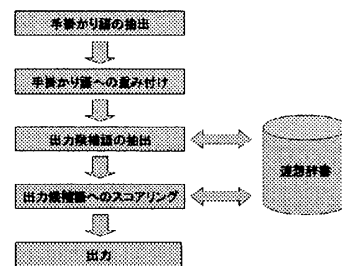 手掛かり語の抽出
手掛かり語への重み付け
出力候補語の抽出
連想辞書
出力候補語へのスコアリング
出力